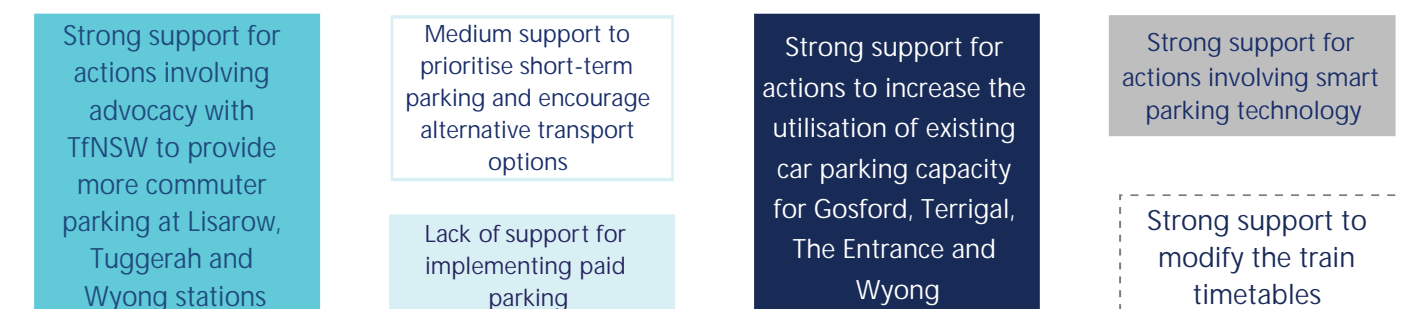 Strong support for
actions involving
advocacy with
TfNSW to provide
more commuter
parking at Lisarow,
Tuggerah and
Wyong stations
Medium support to
prioritise short-term
parking and encourage
alternative transport
options
Lack of support for
implementing paid
parking
Strong support for
actions to increase the
utilisation of existing
car parking capacity
for Gosford, Terrigal,
The Entrance and
Wyong
Strong support for
actions involving smart
parking technology
Strong support to
modify the train
timetables